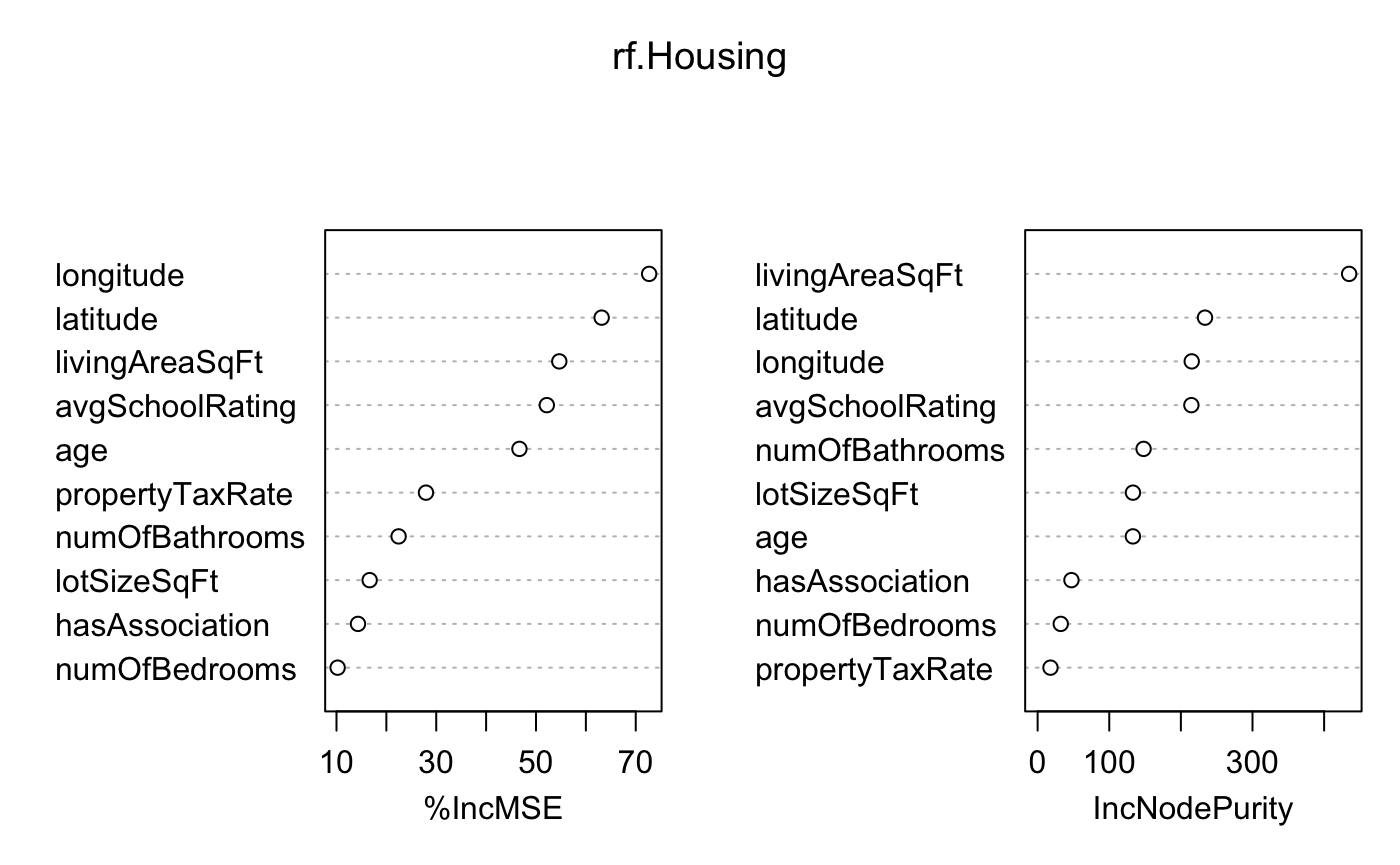 rf.Housing
longitude
latitude
livingAreaSqFt
avgSchoolRating
age
propertyTaxRate
numOfBathrooms
lotSizeSqFt
hasAssociation
numOfBedrooms
10 30 50 70
%IncMSE
livingAreaSqFt
latitude
longitude
avgSchoolRating
numOfBathrooms
lotSizeSqFt
age
hasAssociation
numOfBedrooms
propertyTaxRate
0 100 300
IncNodePurity